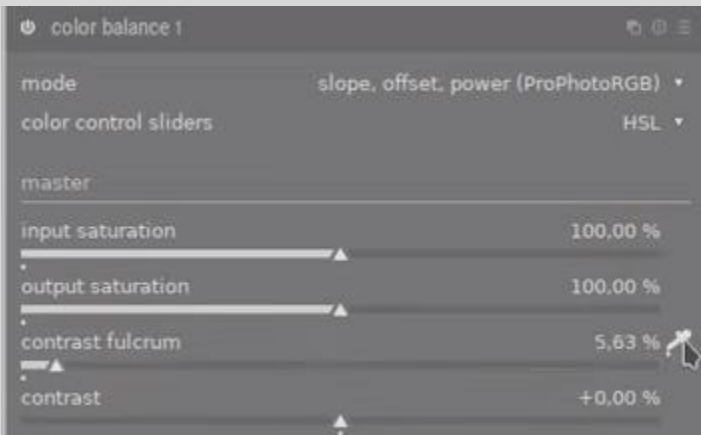 color balance 1
mode slope, offset, power (ProPhotoRGB)
color control sliders HSL
master
input saturation 100,00 %
output saturation 100,00 %
contrast fulcrum 5,63 %
contrast +0,00 %